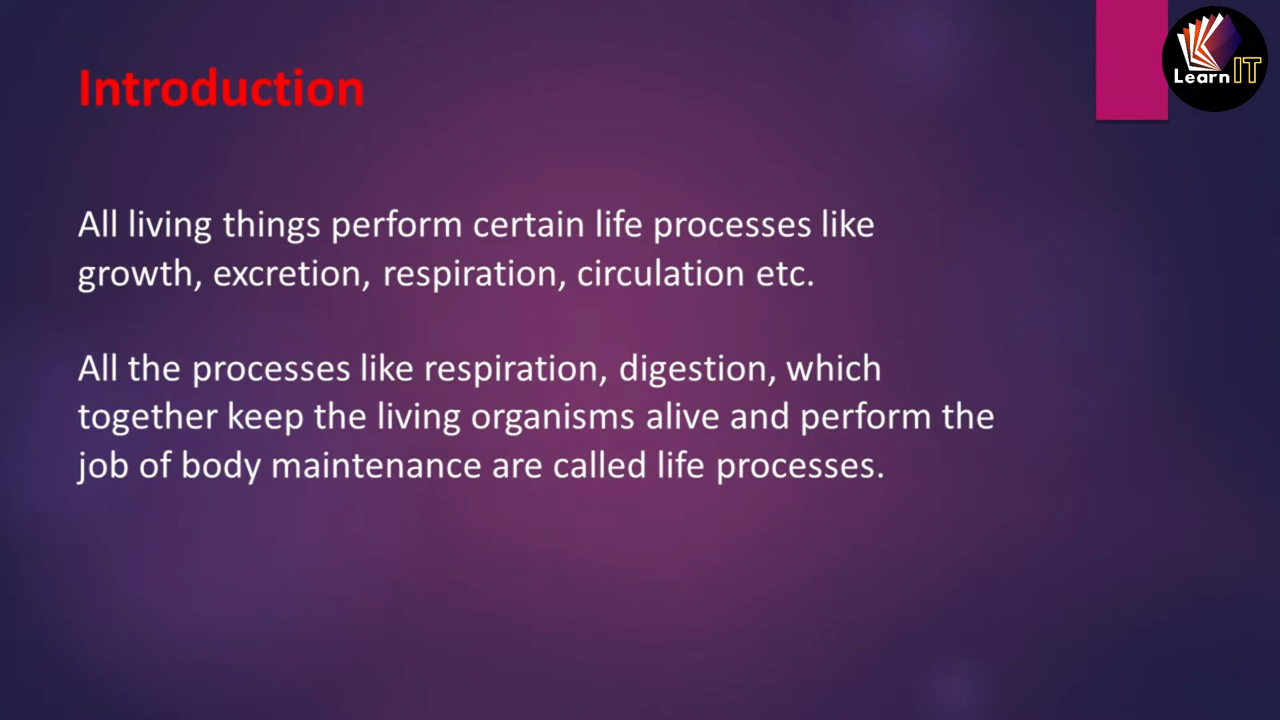 Introduction
Learn IT
All living things perform certain life processes like
growth, excretion, respiration, circulation etc.
All the processes like respiration, digestion, which
together keep the living organisms alive and perform the
job of body maintenance are called life processes.